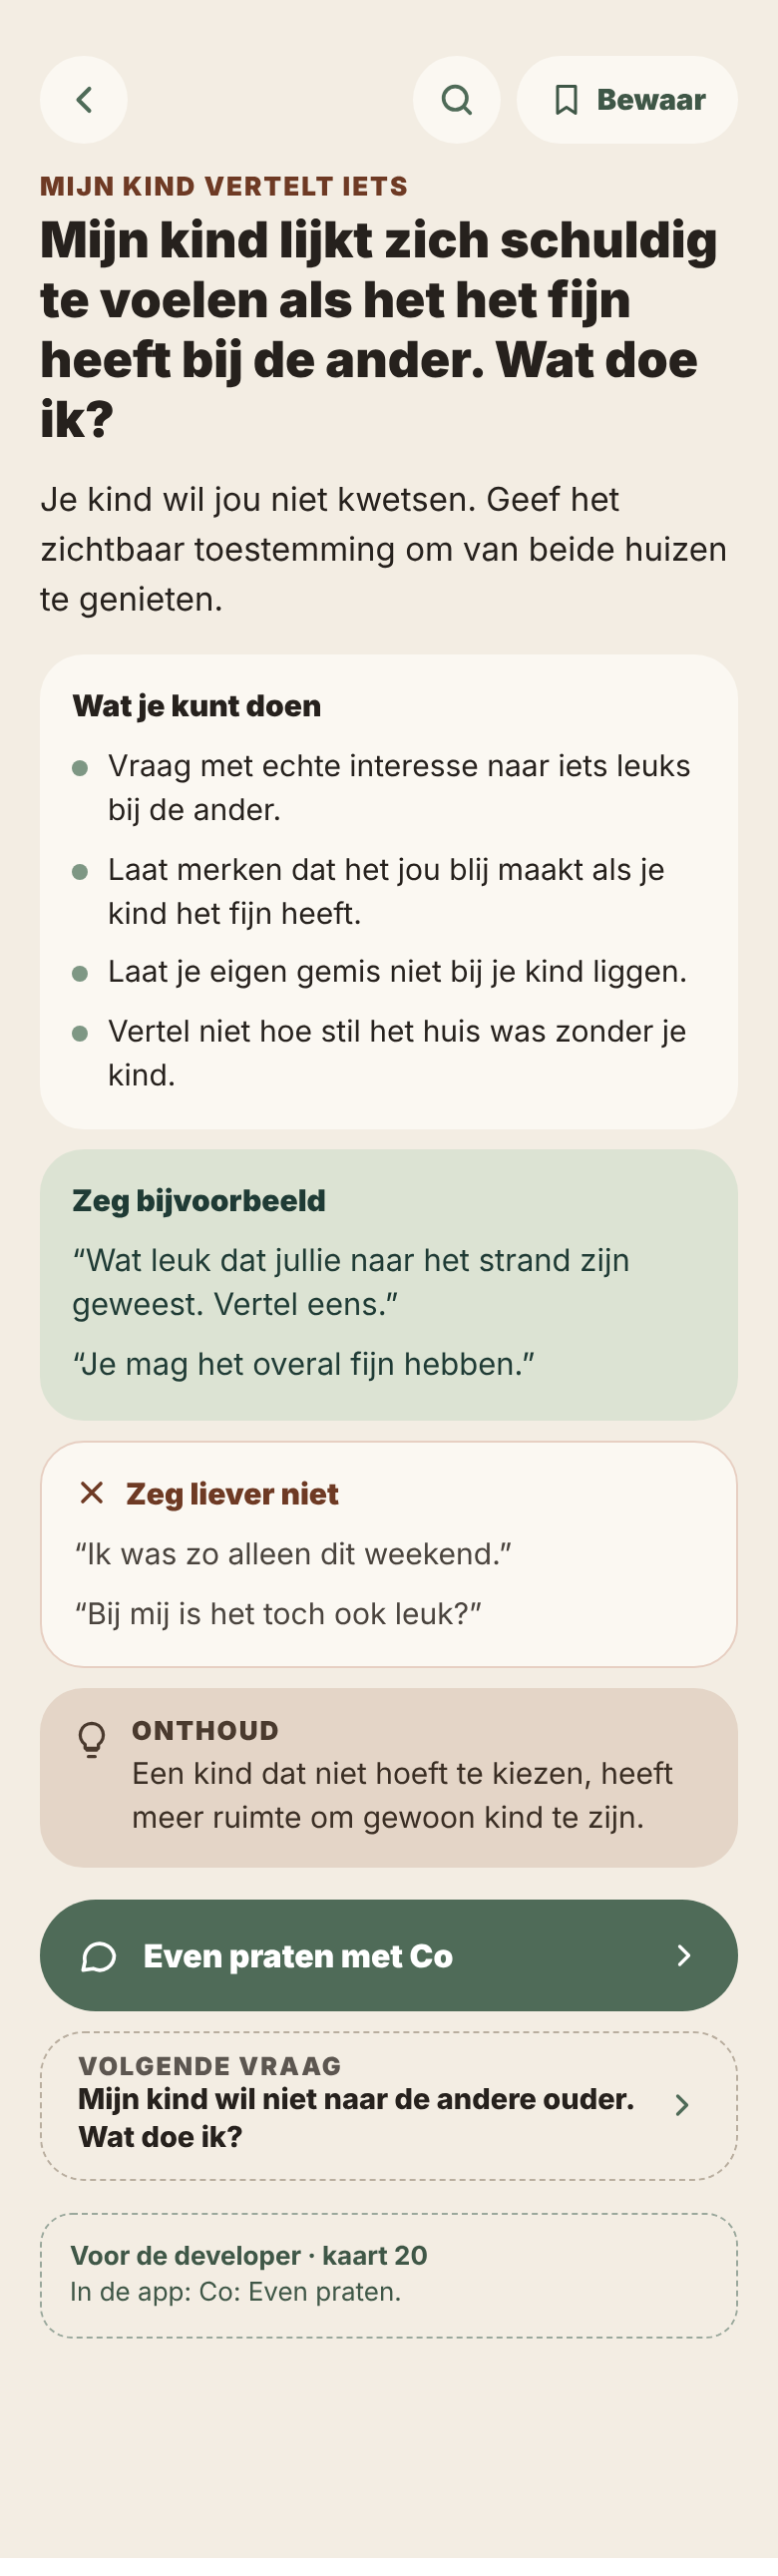 Bewaar
MIJN KIND VERTELT IETS
Mijn kind lijkt zich schuldig
te voelen als het het fijn
heeft bij de ander. Wat doe
ik?
Je kind wil jou niet kwetsen. Geef het
zichtbaar toestemming om van beide huizen
te genieten.
Wat je kunt doen
Vraag met echte interesse naar iets leuks
bij de ander.
Laat merken dat het jou blij maakt als je
kind het fijn heeft.
Laat je eigen gemis niet bij je kind liggen.
Vertel niet hoe stil het huis was zonder je
kind.
Zeg bijvoorbeeld
“Wat leuk dat jullie naar het strand zijn
geweest. Vertel eens.”
“Je mag het overal fijn hebben.”
Zeg liever niet
“Ik was zo alleen dit weekend.”
“Bij mij is het toch ook leuk?”
ONTHOUD
Een kind dat niet hoeft te kiezen, heeft
meer ruimte om gewoon kind te zijn.
Even praten met Co
VOLGENDE VRAAG
Mijn kind wil niet naar de andere ouder.
Wat doe ik?
Voor de developer · kaart 20
In de app: Co: Even praten.